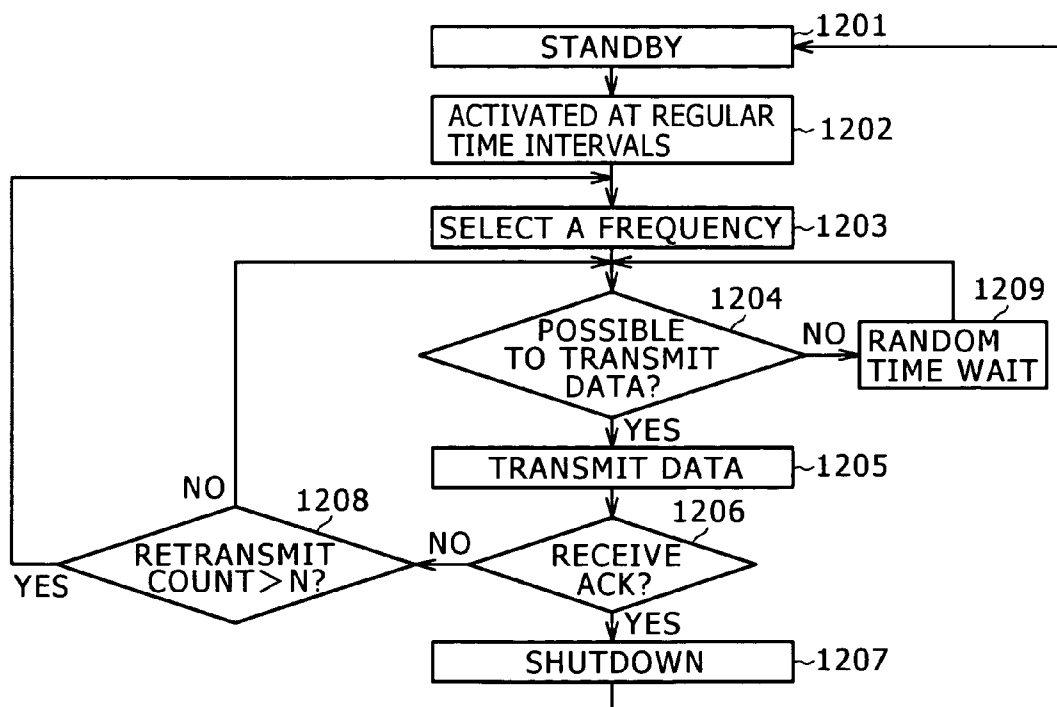 STANDBY
1201
ACTIVATED AT REGULAR
TIME INTERVALS
1202
SELECT A FREQUENCY
1203
POSSIBLE
TO TRANSMIT
DATA?
1204
NO
RANDOM
TIME WAIT
1209
YES
TRANSMIT DATA
1205
RECEIVE
ACK?
1206
NO
RETRANSMIT
COUNT>N?
1208
NO
YES
YES
SHUTDOWN
1207